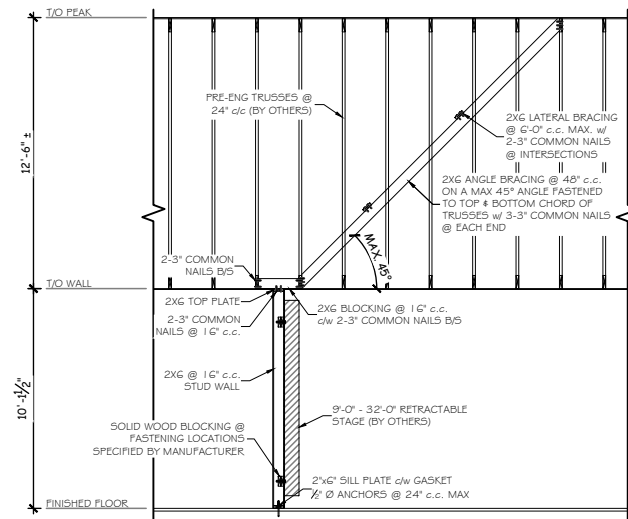 T/O PEAK
PRE-ENG TRUSSES @
24" c/c (BY OTHERS)
2X6 LATERAL BRACING
@ 6'-0" c.c. MAX. w/
2-3" COMMON NAILS
@ INTERSECTIONS
12'-6" ±
2X6 ANGLE BRACING @ 48" c.c.
ON A MAX 45° ANGLE FASTENED
TO TOP & BOTTOM CHORD OF
TRUSSES w/ 3-3" COMMON NAILS
@ EACH END
MAX. 45°
2-3" COMMON
NAILS B/S
T/O WALL
2X6 TOP PLATE
2-3" COMMON
NAILS @ 16" c.c.
2X6 BLOCKING @ 16" c.c.
c/w 2-3" COMMON NAILS B/S
2X6 @ 16" c.c.
STUD WALL
10'-1½"
9'-0" - 32'-0" RETRACTABLE
STAGE (BY OTHERS)
SOLID WOOD BLOCKING @
FASTENING LOCATIONS
SPECIFIED BY MANUFACTURER
2"x6" SILL PLATE c/w GASKET
½" Ø ANCHORS @ 24" c.c. MAX
FINISHED FLOOR